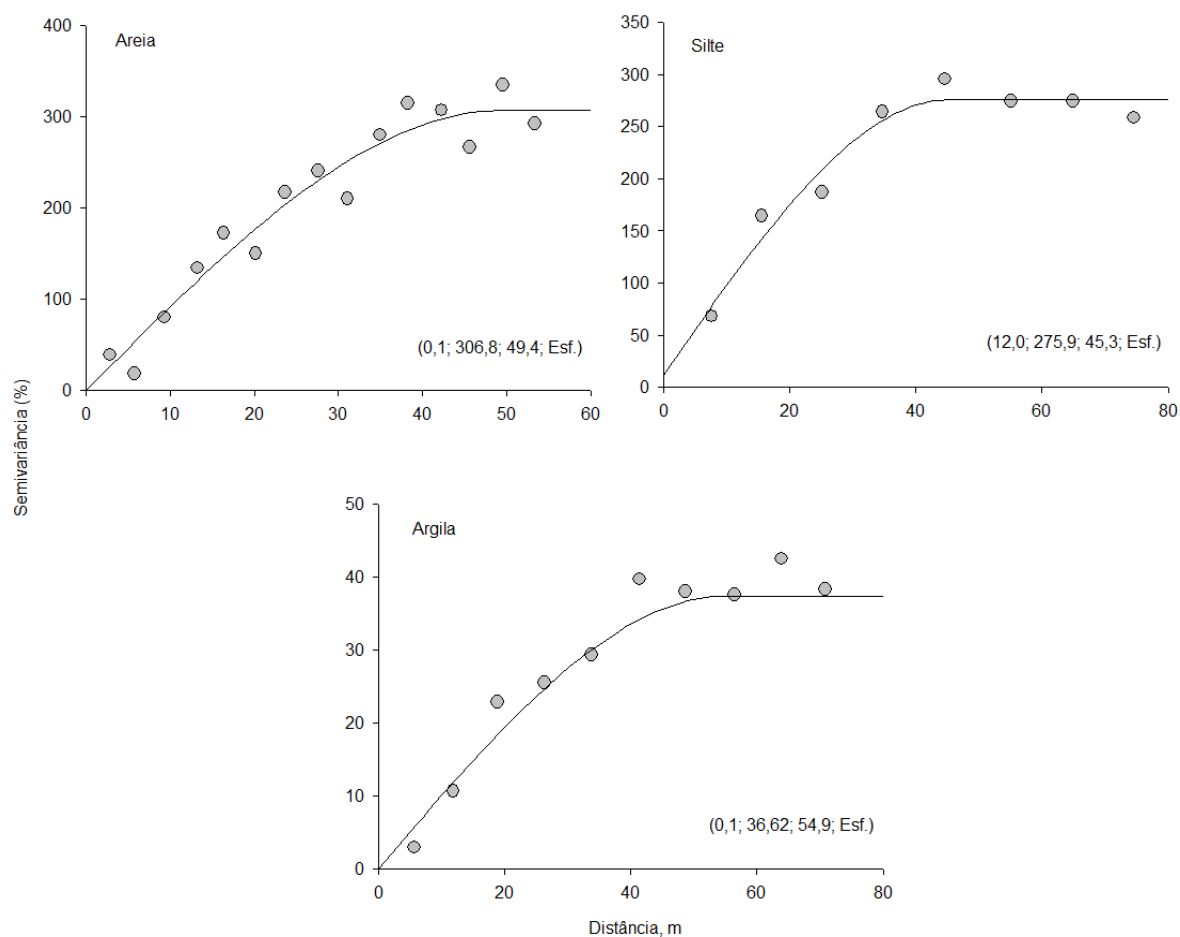 Areia
400
300
200
100
0
0 10 20 30 40 50 60
(0,1; 306,8; 49,4; Esf.)
Silte
350
300
250
200
150
100
50
0
0 20 40 60 80
(12,0; 275,9; 45,3; Esf.)
Semivariância (%)
Argila
50
40
30
20
10
0
0 20 40 60 80
(0,1; 36,62; 54,9; Esf.)
Distância, m